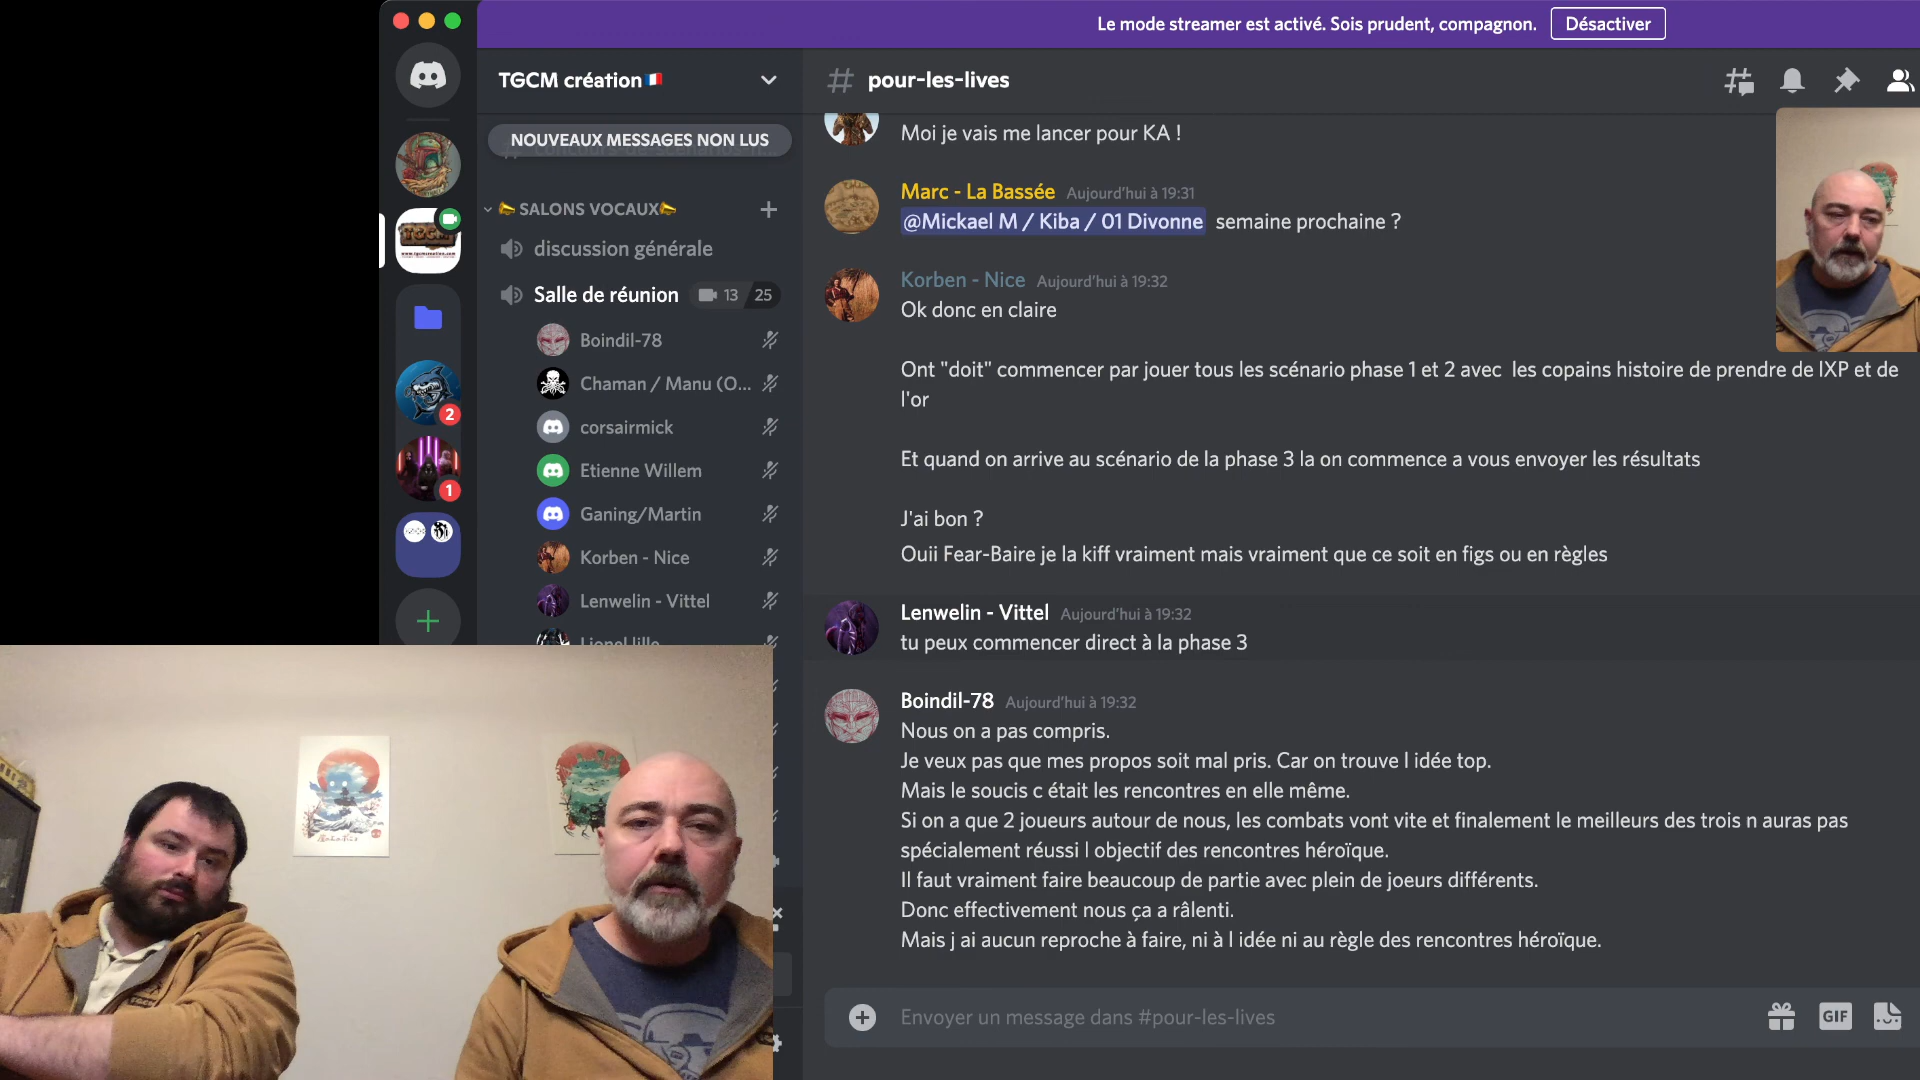 Le mode streamer est activé. Sois prudent, compagnon.
Désactiver
TGCM création
NOUVEAUX MESSAGES NON LUS
SALONS VOCAUX
discussion générale
Salle de réunion
13
25
Boindil-78
Chaman / Manu (O...
corsairmick
Etienne Willem
Ganing/Martin
Korben - Nice
Lenwelin - Vittel
Lionel lille
2
1
TGCM
# pour-les-lives
Moi je vais me lancer pour KA !
Marc - La Bassée Aujourd'hui à 19:31
@Mickael M / Kiba / 01 Divonne semaine prochaine ?
Korben - Nice Aujourd'hui à 19:32
Ok donc en claire
Ont "doit" commencer par jouer tous les scénario phase 1 et 2 avec les copains histoire de prendre de lXP et de
l'or
Et quand on arrive au scénario de la phase 3 la on commence a vous envoyer les résultats
J'ai bon ?
Ouii Fear-Baire je la kiff vraiment mais vraiment que ce soit en figs ou en règles
Lenwelin - Vittel Aujourd'hui à 19:32
tu peux commencer direct à la phase 3
Boindil-78 Aujourd'hui à 19:32
Nous on a pas compris.
Je veux pas que mes propos soit mal pris. Car on trouve l idée top.
Mais le soucis c était les rencontres en elle même.
Si on a que 2 joueurs autour de nous, les combats vont vite et finalement le meilleurs des trois n auras pas
spécialement réussi l objectif des rencontres héroïque.
Il faut vraiment faire beaucoup de partie avec plein de joeurs différents.
Donc effectivement nous ça a râlenti.
Mais j ai aucun reproche à faire, ni à l idée ni au règle des rencontres héroïque.
Envoyer un message dans #pour-les-lives
GIF